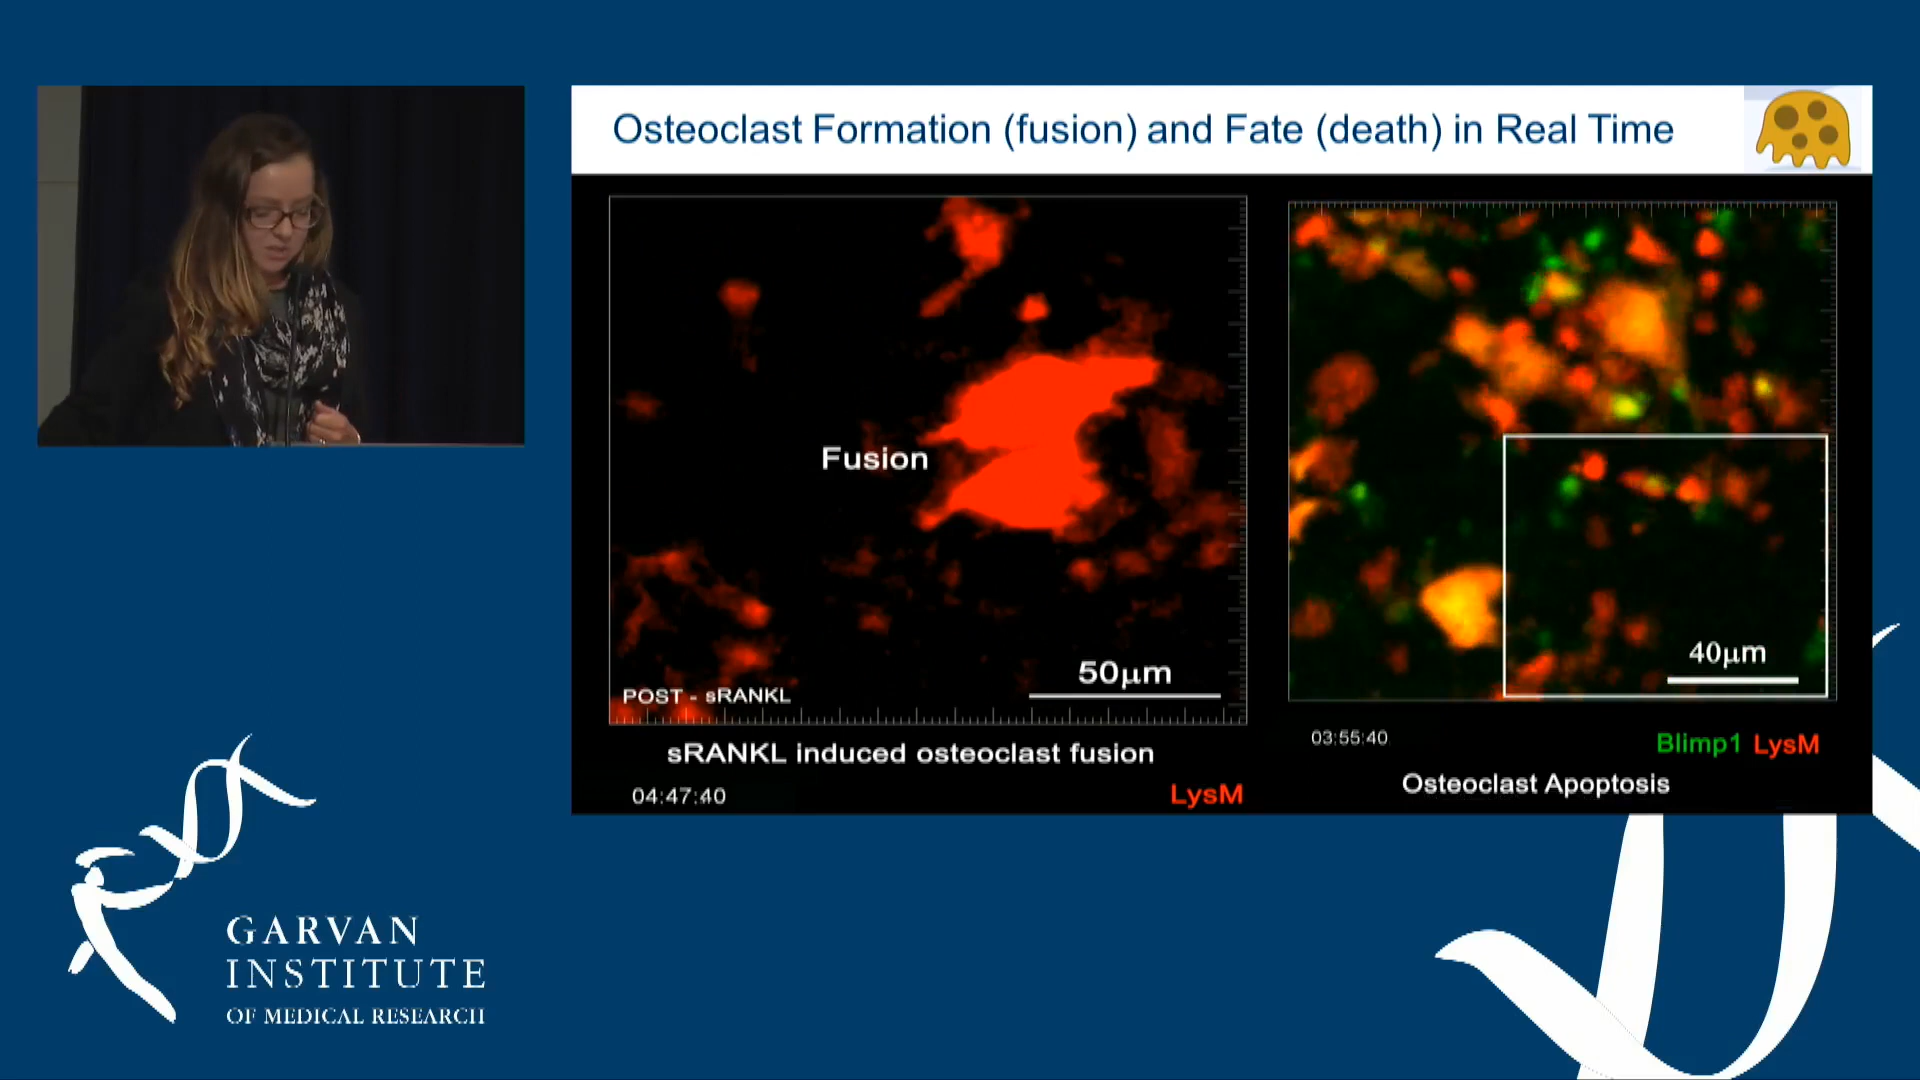 Osteoclast Formation (fusion) and Fate (death) in Real Time
Fusion
50μm
POST - sRANKL
sRANKL induced osteoclast fusion
04:47:40
LysM
40μm
03:55:40
Blimp1 LysM
Osteoclast Apoptosis
GARVAN
INSTITUTE
OF MEDICAL RESEARCH